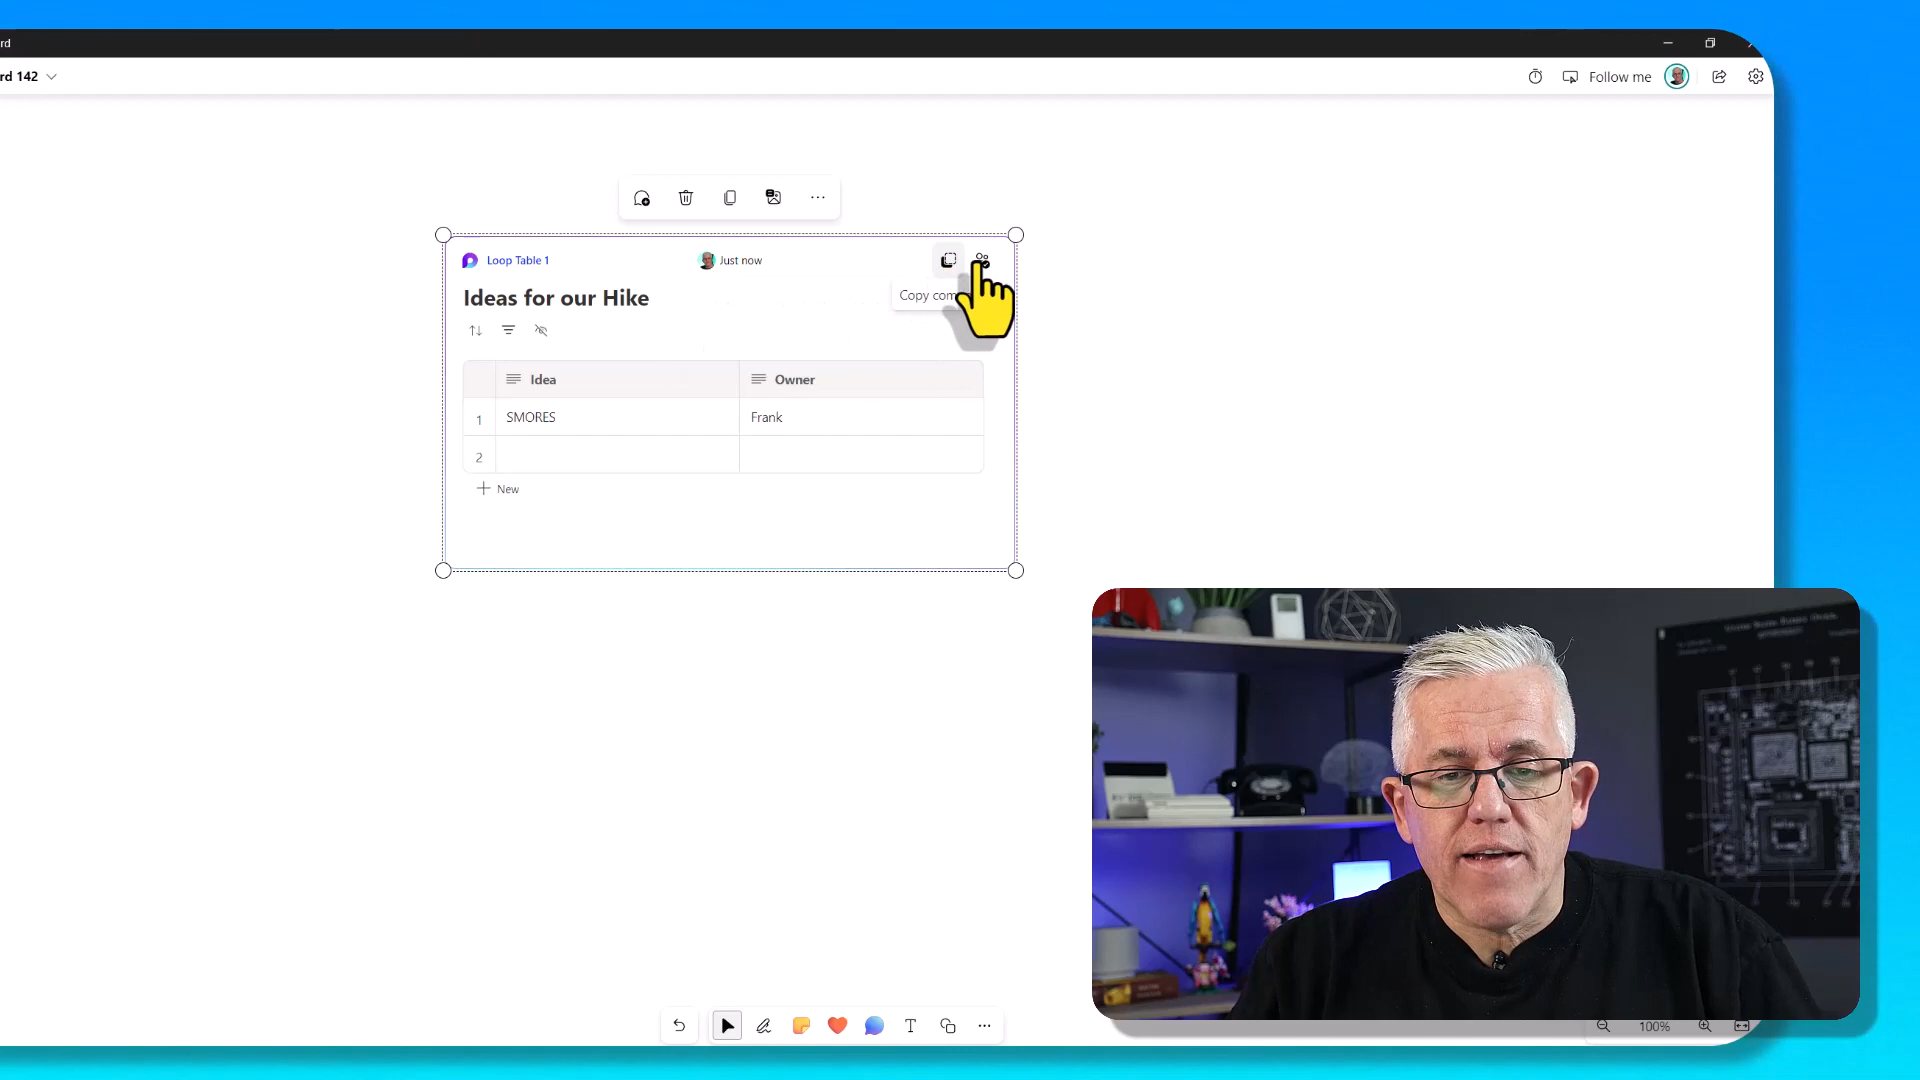 rd
rd 142
Follow me
Loop Table 1
Just now
Ideas for our Hike
Copy com
Idea
Owner
1
SMORES
Frank
2
New
100%